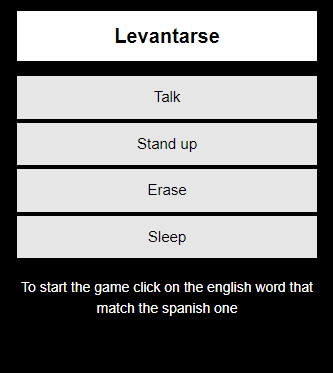 Levantarse
Talk
Stand up
Erase
Sleep
To start the game click on the english word that
match the spanish one